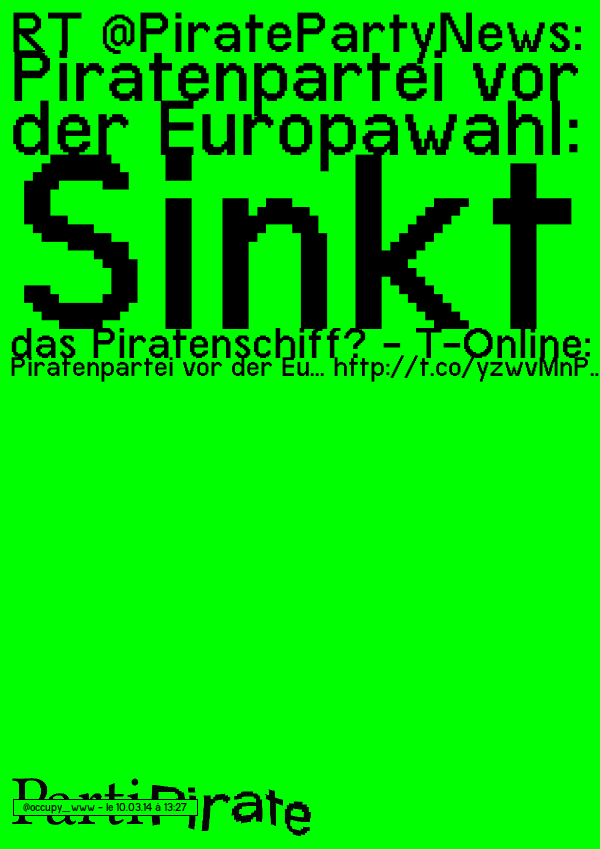 RT @PiratePartyNews:
Piratenpartei vor
der Europawahl:
Sinkt
das Piratenschiff? - T-Online:
Piratenpartei vor der Eu... http://t.co/yzwvMnP..
PartiPirate
@occupy_www - le 10.03.14 à 13:27